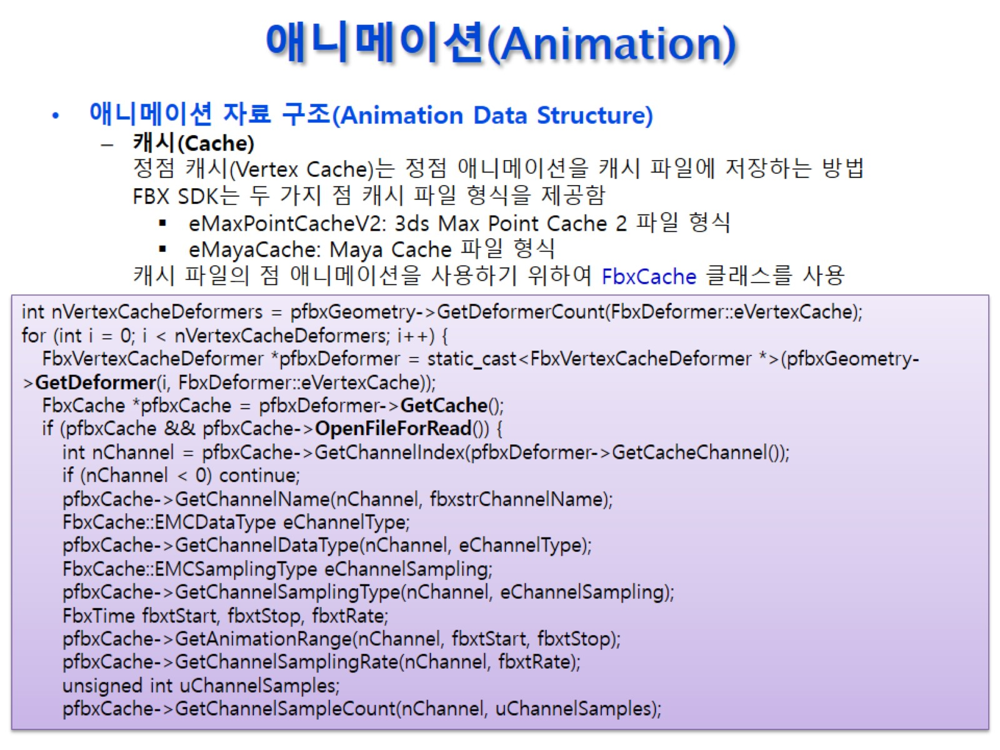 애니메이션(Animation)
• 애니메이션 자료 구조(Animation Data Structure)
– 캐시(Cache)
정점 캐시(Vertex Cache)는 정점 애니메이션을 캐시 파일에 저장하는 방법
FBX SDK는 두 가지 점 캐시 파일 형식을 제공함
▪ eMaxPointCacheV2: 3ds Max Point Cache 2 파일 형식
▪ eMayaCache: Maya Cache 파일 형식
캐시 파일의 점 애니메이션을 사용하기 위하여 FbxCache 클래스를 사용
int nVertexCacheDeformers = pfbxGeometry->GetDeformerCount(FbxDeformer::eVertexCache);
for (int i = 0; i < nVertexCacheDeformers; i++) {
FbxVertexCacheDeformer *pfbxDeformer = static_cast<FbxVertexCacheDeformer *>(pfbxGeometry-
>GetDeformer(i, FbxDeformer::eVertexCache));
FbxCache *pfbxCache = pfbxDeformer->GetCache();
if (pfbxCache && pfbxCache->OpenFileForRead()) {
int nChannel = pfbxCache->GetChannelIndex(pfbxDeformer->GetCacheChannel());
if (nChannel < 0) continue;
pfbxCache->GetChannelName(nChannel, fbxstrChannelName);
FbxCache::EMCDataType eChannelType;
pfbxCache->GetChannelDataType(nChannel, eChannelType);
FbxCache::EMCSamplingType eChannelSampling;
pfbxCache->GetChannelSamplingType(nChannel, eChannelSampling);
FbxTime fbxtStart, fbxtStop, fbxtRate;
pfbxCache->GetAnimationRange(nChannel, fbxtStart, fbxtStop);
pfbxCache->GetChannelSamplingRate(nChannel, fbxtRate);
unsigned int uChannelSamples;
pfbxCache->GetChannelSampleCount(nChannel, uChannelSamples);